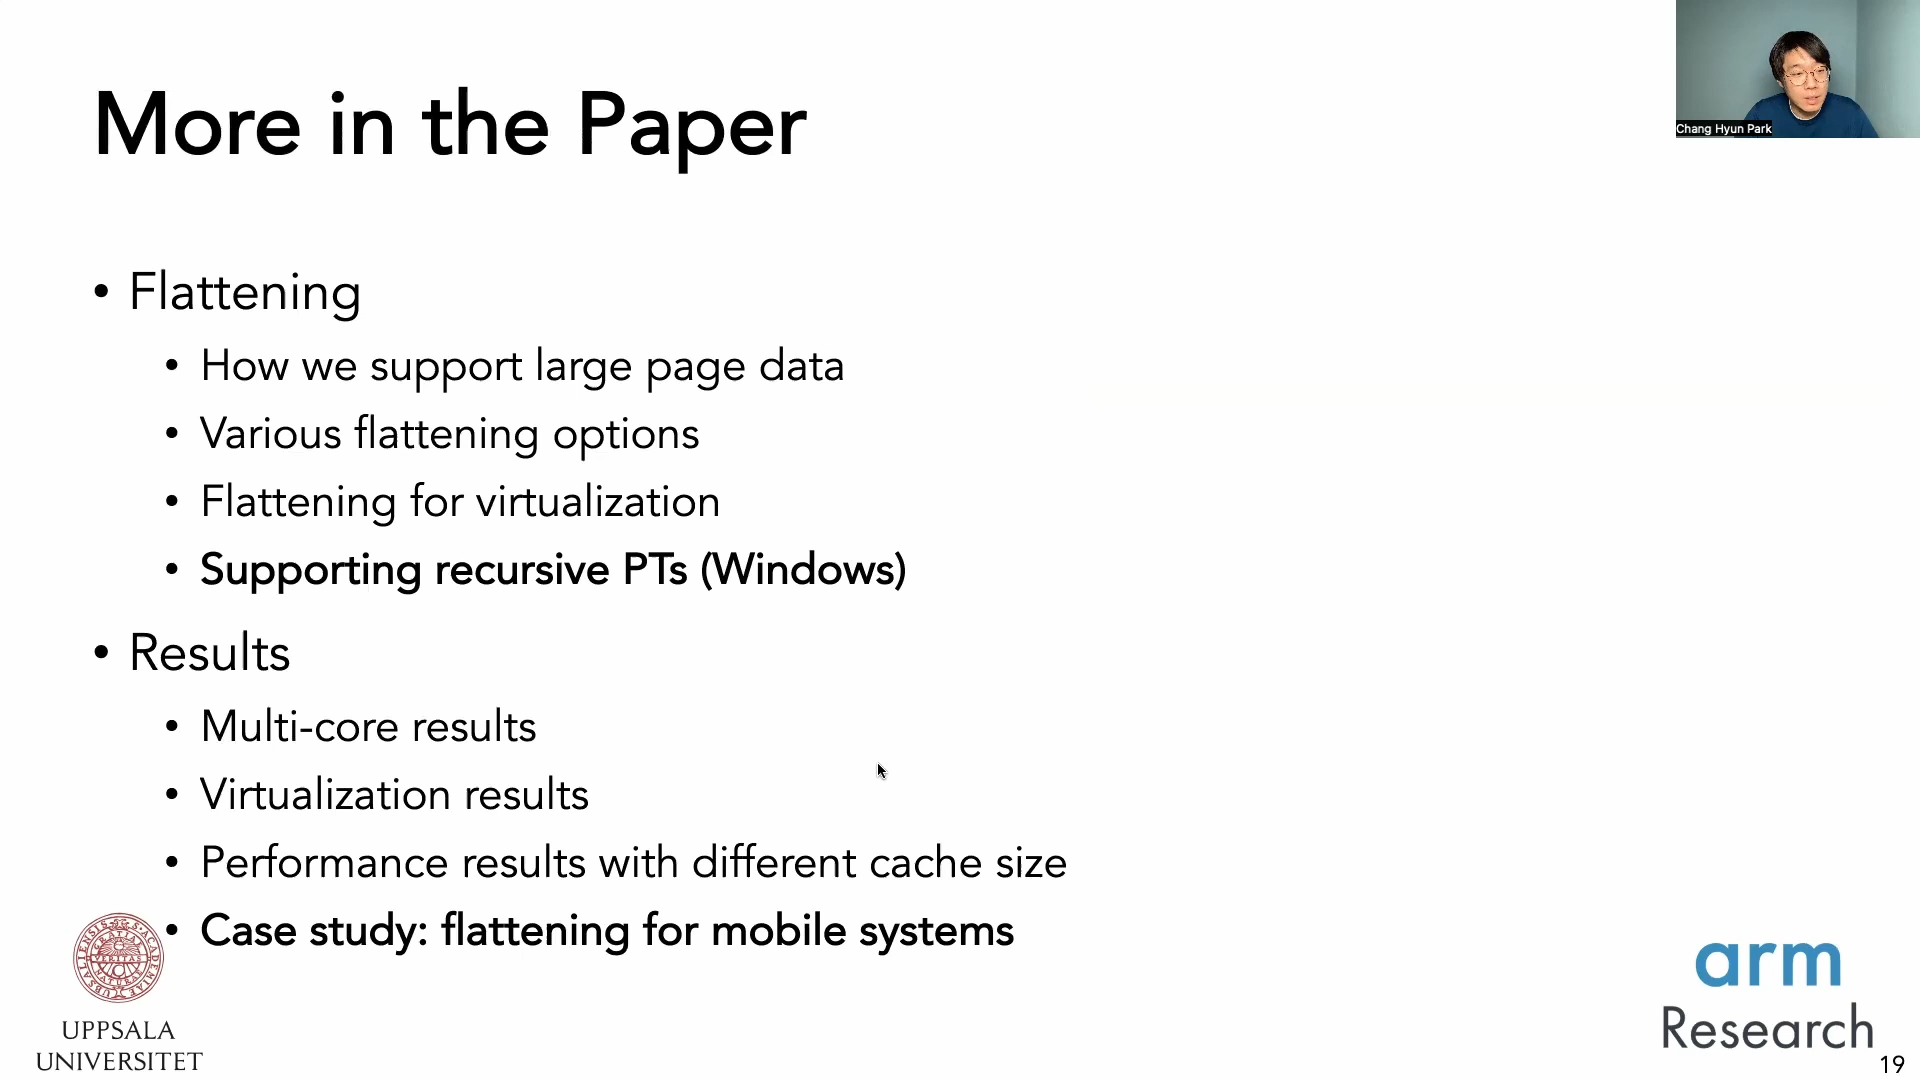 More in the Paper
Chang Hyun Park
• Flattening
• How we support large page data
• Various flattening options
• Flattening for virtualization
• Supporting recursive PTs (Windows)
• Results
• Multi-core results
• Virtualization results
• Performance results with different cache size
• Case study: flattening for mobile systems
UPPSALA
UNIVERSITET
arm
Research
19